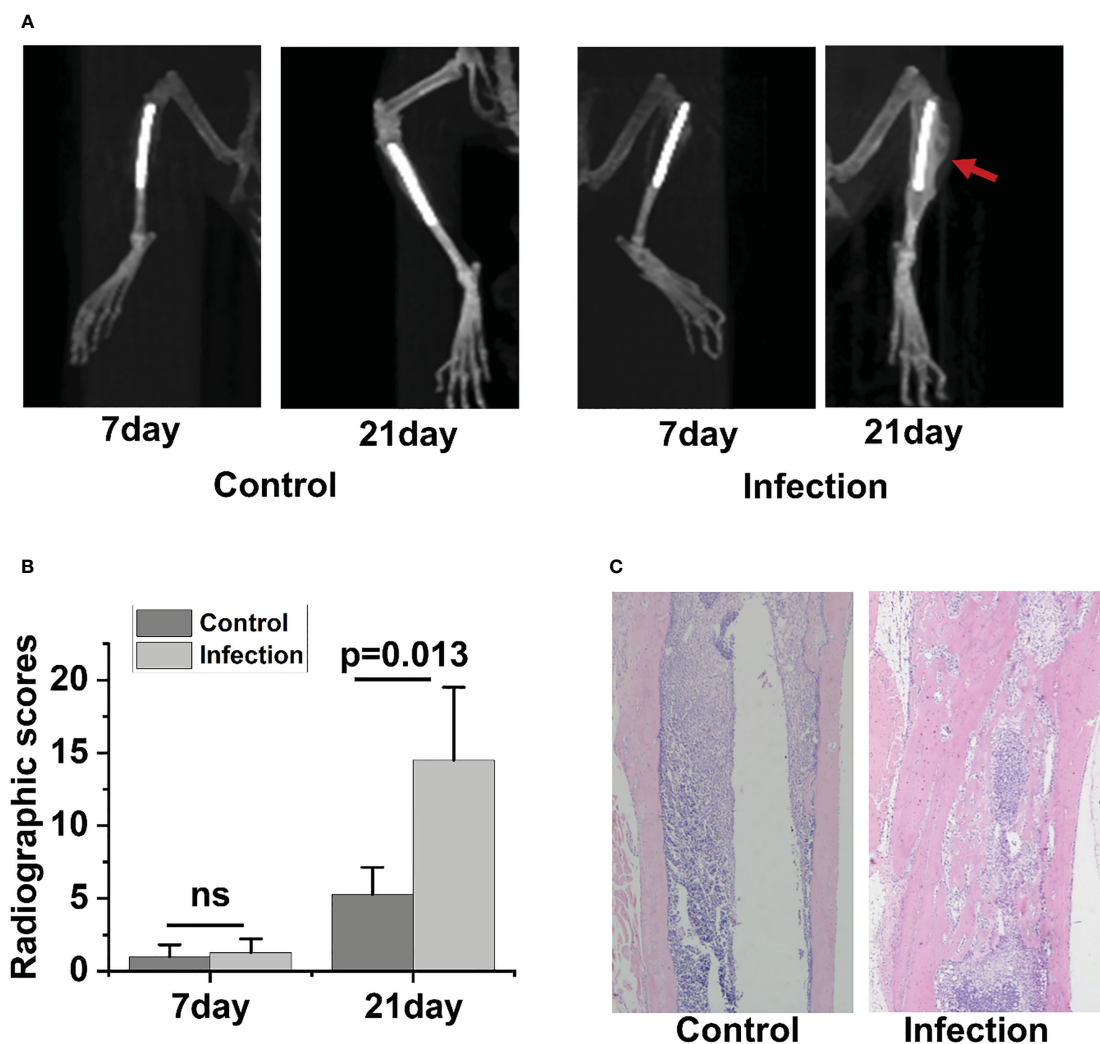 A
7day
21day
7day
21day
Control
Infection
B
C
Control
Infection
p=0.013
ns
Radiographic scores
20
15
10
5
0
7day
21day
Control
Infection